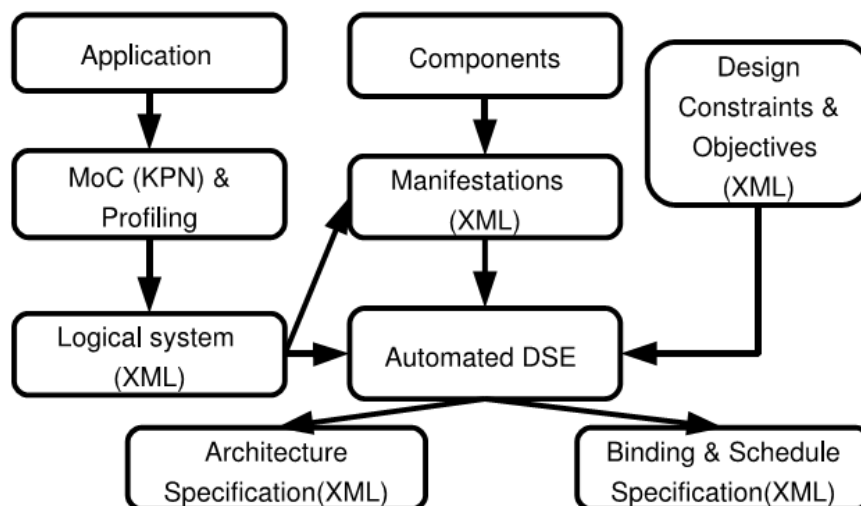 Application
Components
Design
Constraints &
Objectives
(XML)
MoC (KPN) &
Profiling
Manifestations
(XML)
Logical system
(XML)
Automated DSE
Architecture
Specification(XML)
Binding & Schedule
Specification(XML)